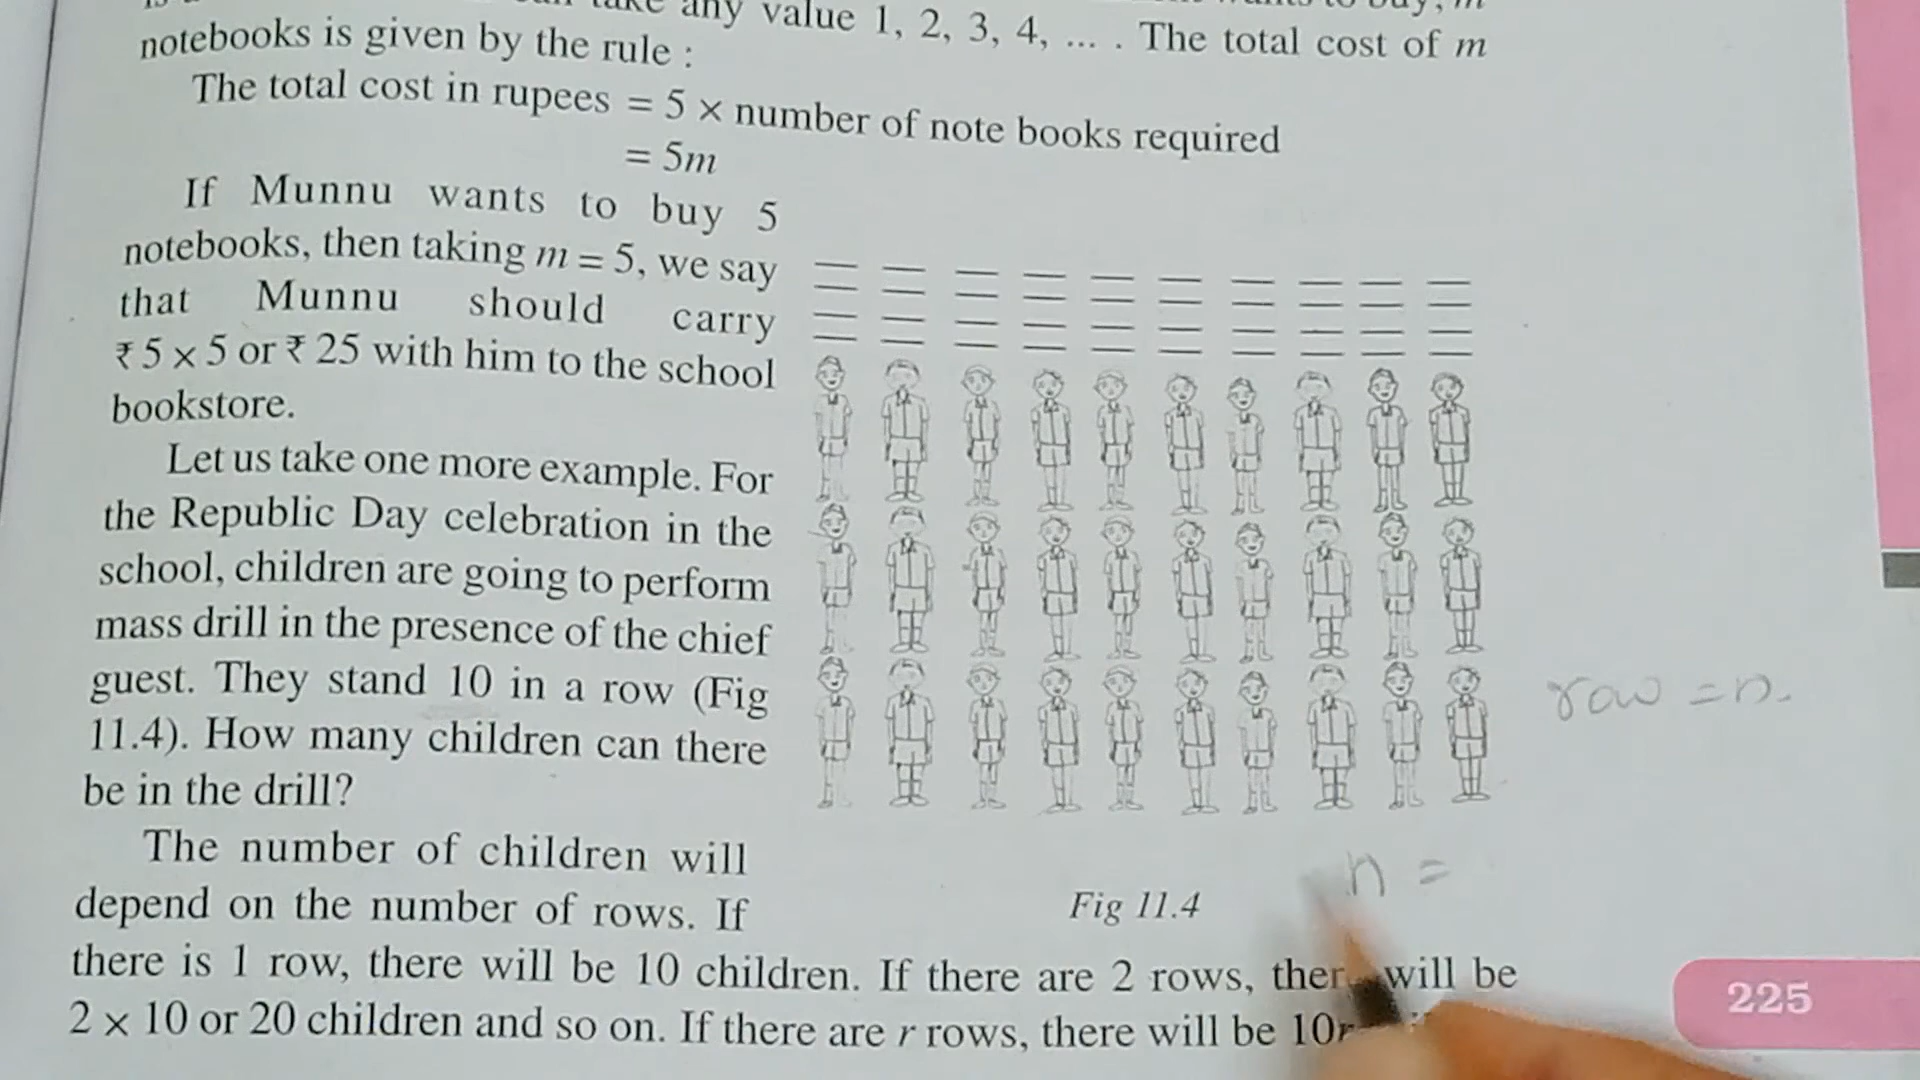 take any value 1, 2, 3, 4, ... . The total cost of m
notebooks is given by the rule :
The total cost in rupees = 5 × number of note books required
= 5m
If Munnu wants to buy 5
notebooks, then taking m = 5, we say
that Munnu should carry
₹ 5 × 5 or ₹ 25 with him to the school
bookstore.
Let us take one more example. For
the Republic Day celebration in the
school, children are going to perform
mass drill in the presence of the chief
guest. They stand 10 in a row (Fig
11.4). How many children can there
be in the drill?
row = n.
The number of children will
depend on the number of rows. If
n =
Fig 11.4
there is 1 row, there will be 10 children. If there are 2 rows, ther will be
2 × 10 or 20 children and so on. If there are r rows, there will be 10r
225